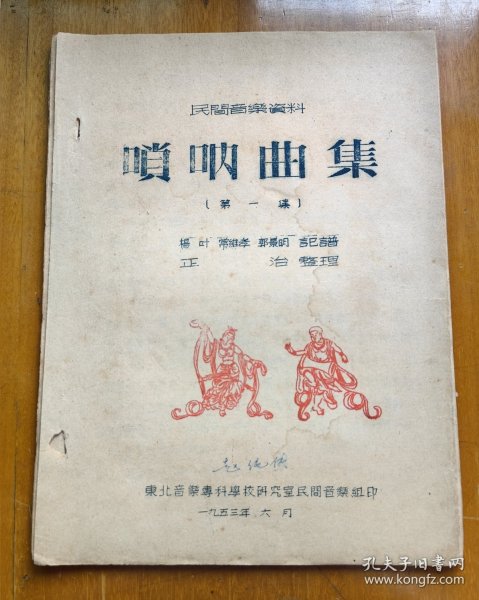 民間音樂資料
嗩吶曲集
(第一集)
楊叶 常維孝 郭景明 記譜
正治 整理
東北音樂專科學校研究室民間音樂組印
一九五三年.六月
孔夫子旧书网
www.kongfz.com